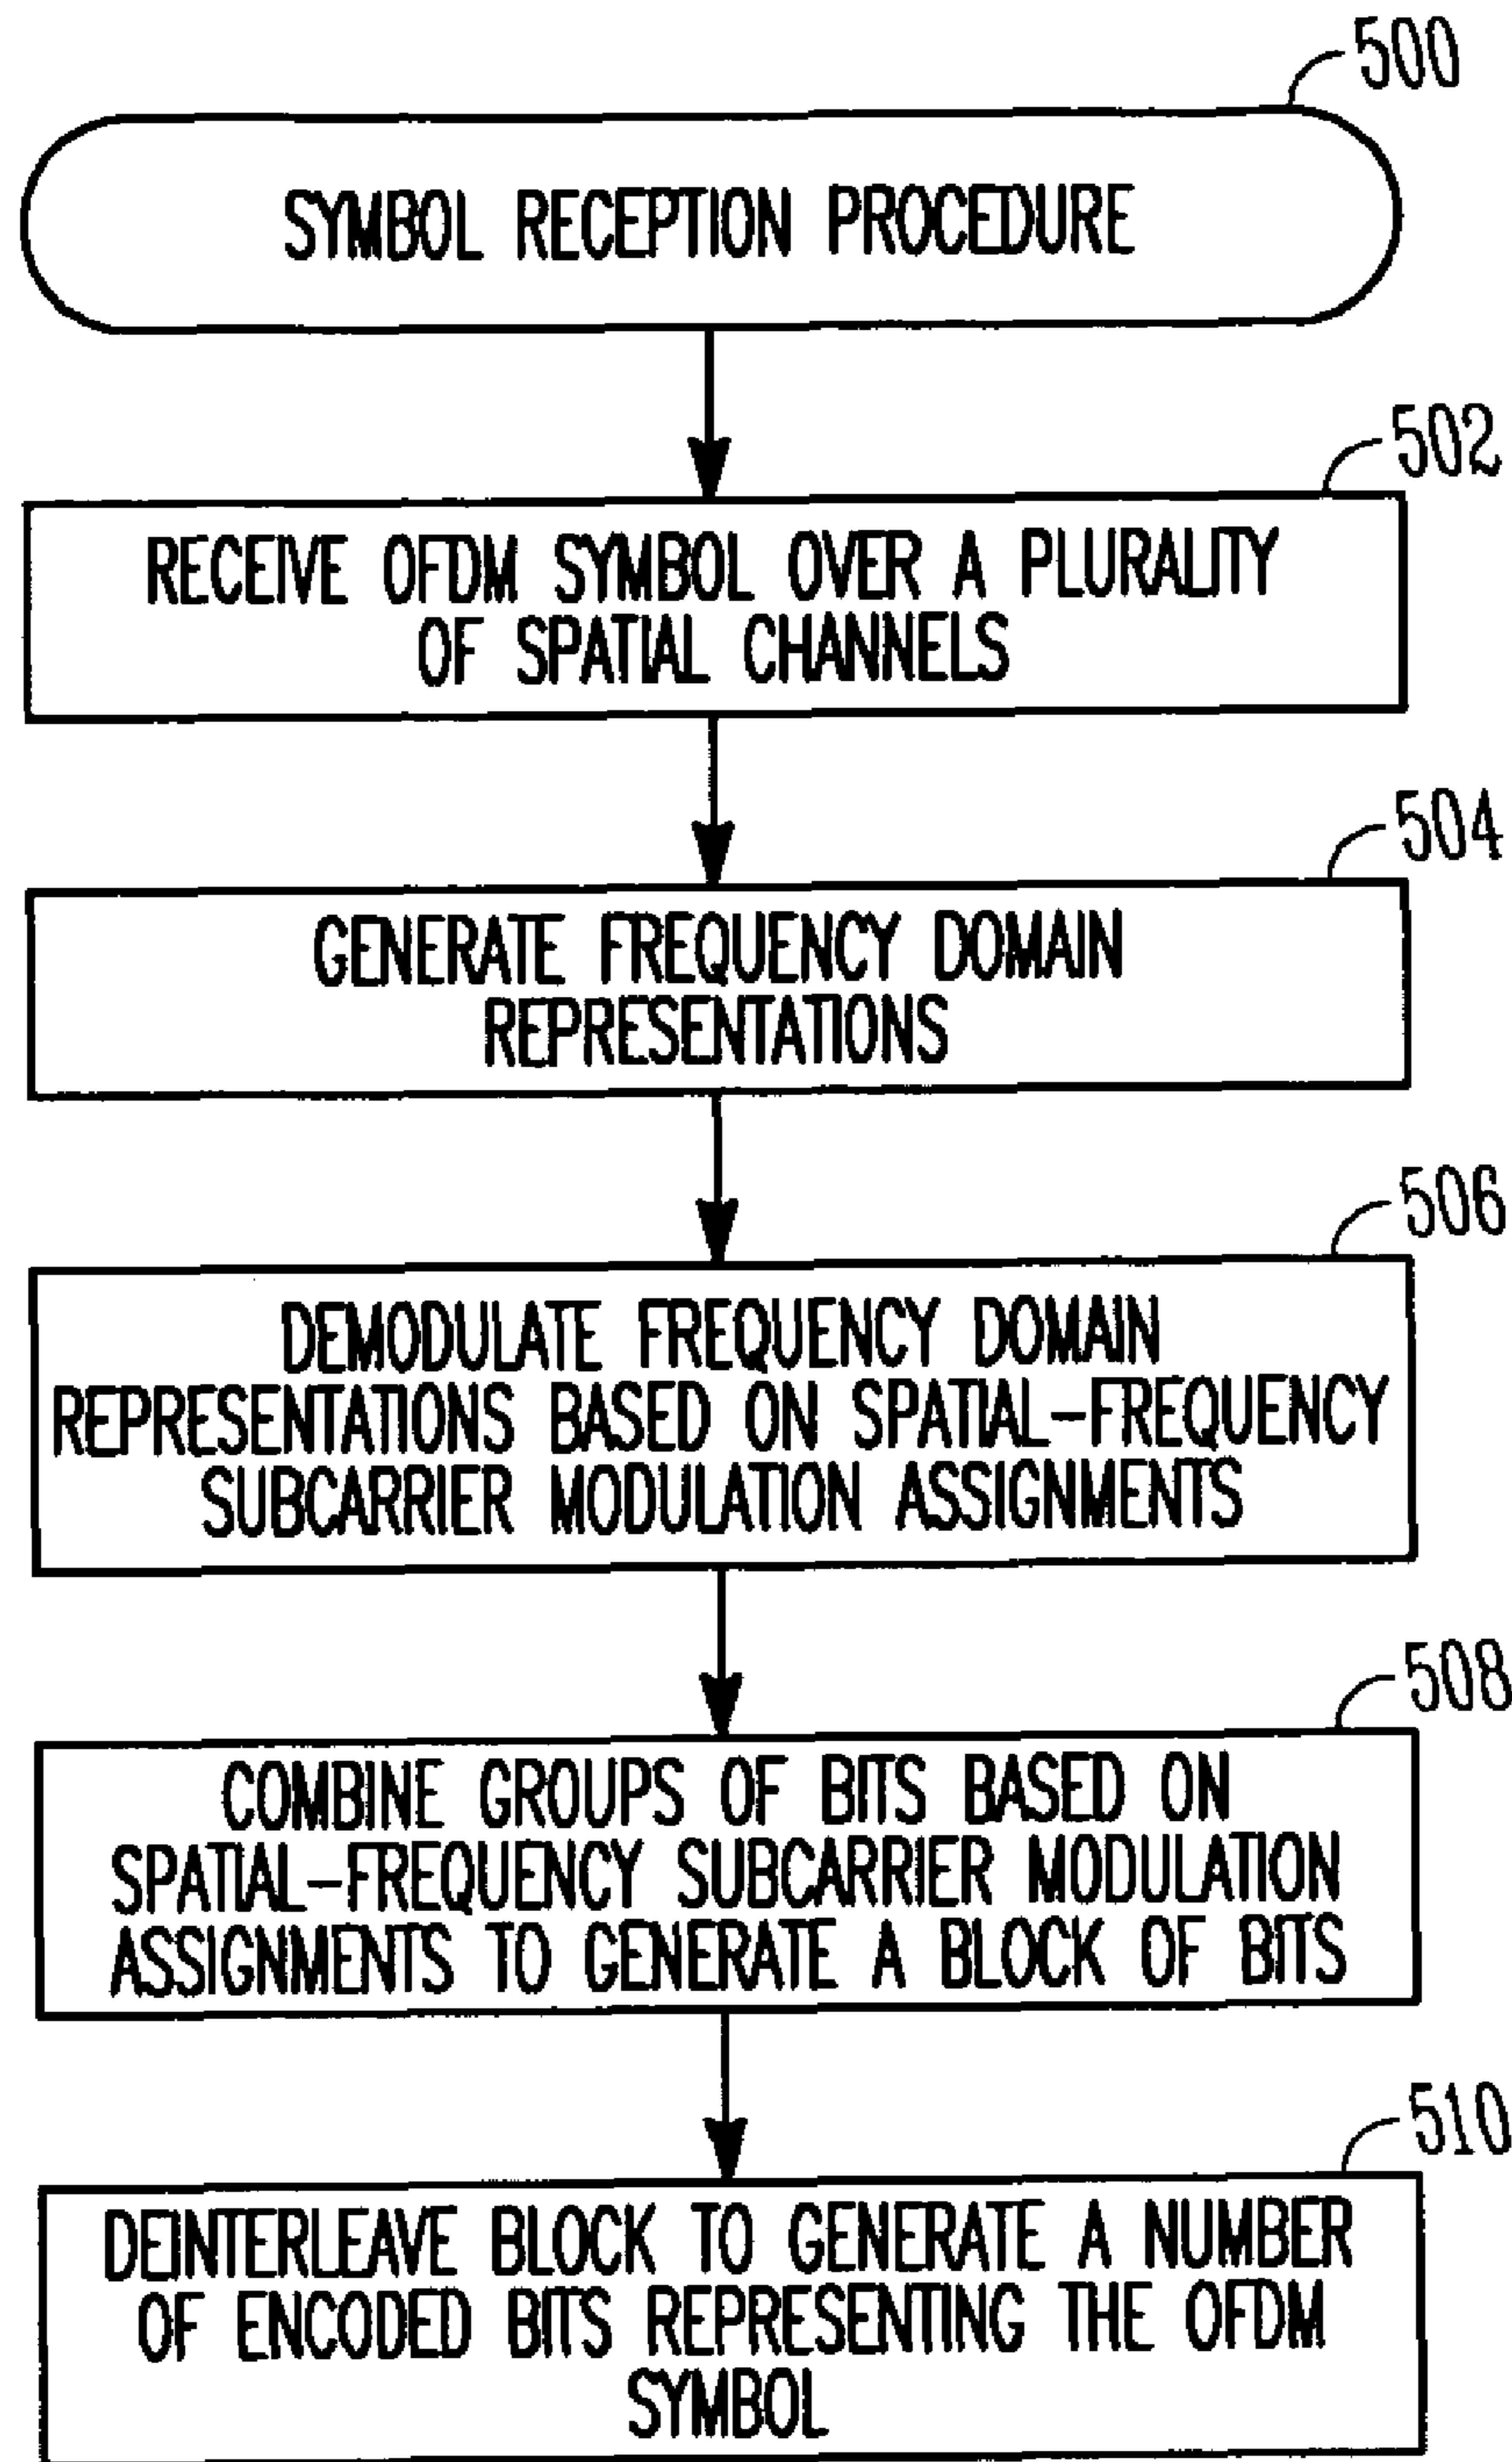 500
SYMBOL RECEPTION PROCEDURE
502
RECEIVE OFDM SYMBOL OVER A PLURALITY
OF SPATIAL CHANNELS
504
GENERATE FREQUENCY DOMAIN
REPRESENTATIONS
506
DEMODULATE FREQUENCY DOMAIN
REPRESENTATIONS BASED ON SPATIAL-FREQUENCY
SUBCARRIER MODULATION ASSIGNMENTS
508
COMBINE GROUPS OF BITS BASED ON
SPATIAL-FREQUENCY SUBCARRIER MODULATION
ASSIGNMENTS TO GENERATE A BLOCK OF BITS
510
DEINTERLEAVE BLOCK TO GENERATE A NUMBER
OF ENCODED BITS REPRESENTING THE OFDM
SYMBOL